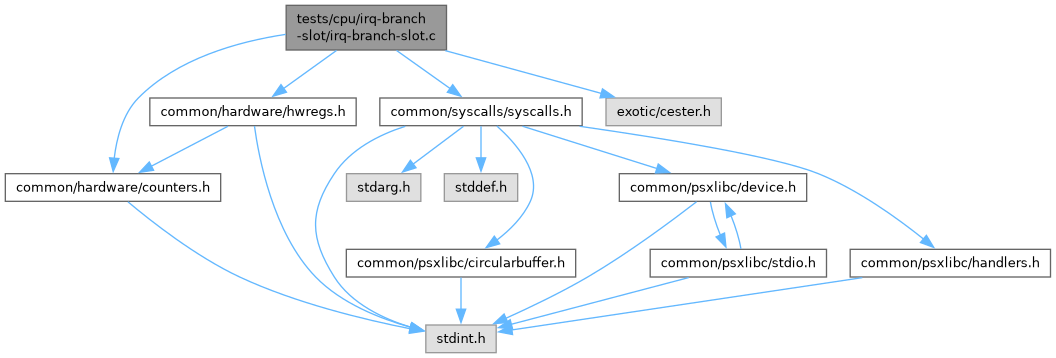 tests/cpu/irq-branch
-slot/irq-branch-slot.c
common/hardware/hwregs.h
common/syscalls/syscalls.h
exotic/cester.h
common/hardware/counters.h
stdarg.h
stddef.h
common/psxlibc/device.h
common/psxlibc/circularbuffer.h
common/psxlibc/stdio.h
common/psxlibc/handlers.h
stdint.h